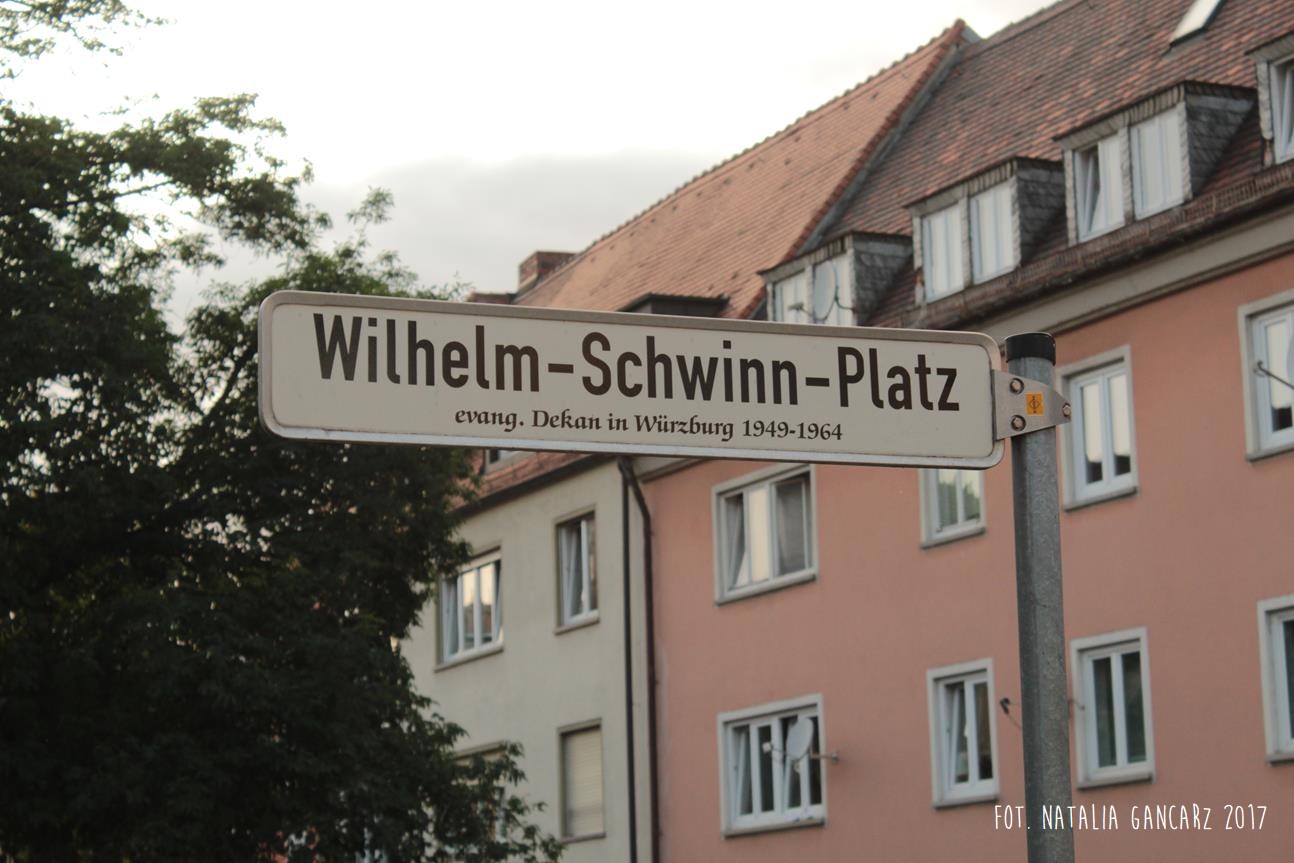 Wilhelm-Schwinn-Platz
evang. Dekan in Würzburg 1949-1964
FOT. NATALIA GANCARZ 2017